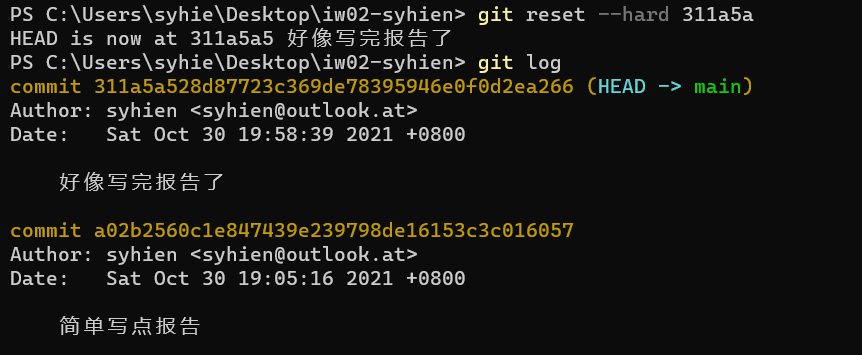 PS C:\Users\syhie\Desktop\iw02-syhien> git reset --hard 311a5a
HEAD is now at 311a5a5 好像写完报告了
PS C:\Users\syhie\Desktop\iw02-syhien> git log
commit 311a5a528d87723c369de78395946e0f0d2ea266 (HEAD -> main)
Author: syhien <syhien@outlook.at>
Date:   Sat Oct 30 19:58:39 2021 +0800
好像写完报告了
commit a02b2560c1e847439e239798de16153c3c016057
Author: syhien <syhien@outlook.at>
Date:   Sat Oct 30 19:05:16 2021 +0800
简单写点报告